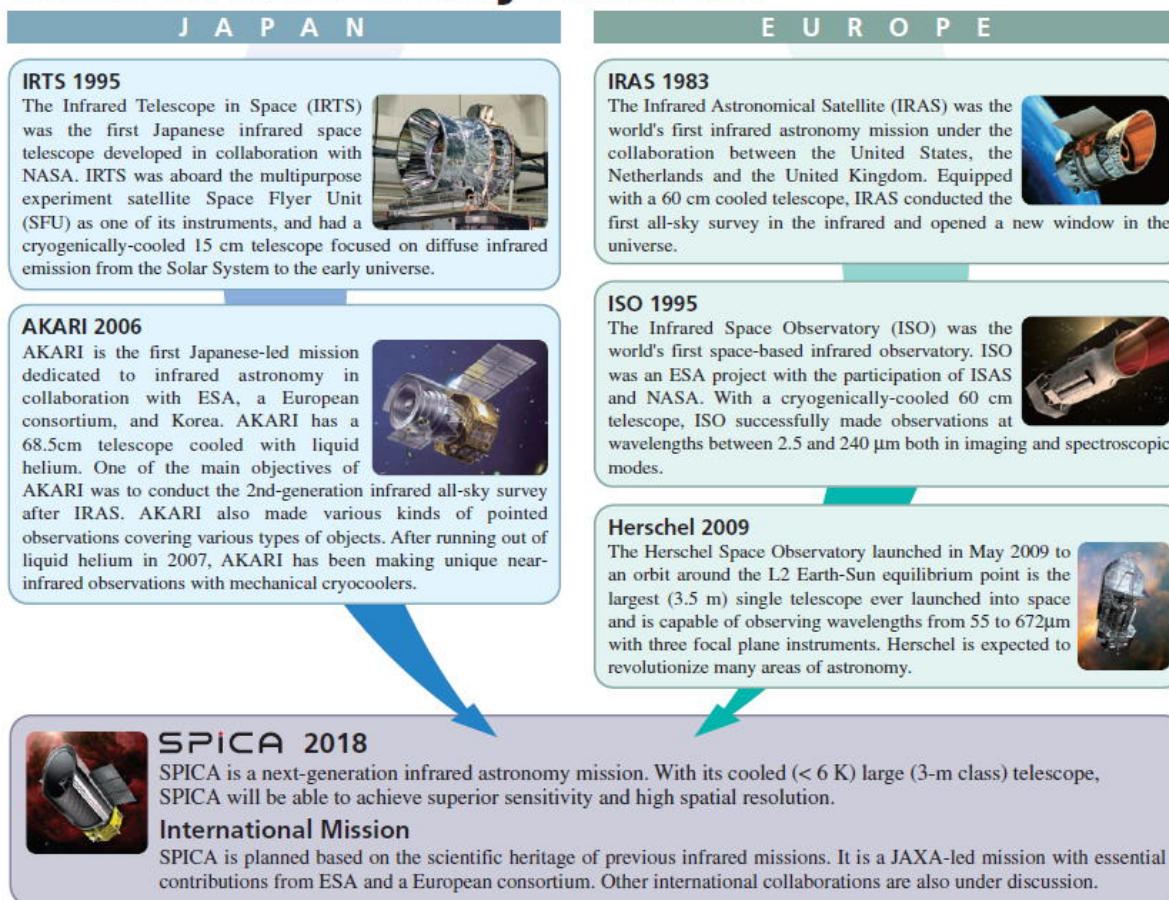 J A P A N
IRTS 1995
The Infrared Telescope in Space (IRTS)
was the first Japanese infrared space
telescope developed in collaboration with
NASA. IRTS was aboard the multipurpose
experiment satellite Space Flyer Unit
(SFU) as one of its instruments, and had a
cryogenically-cooled 15 cm telescope focused on diffuse infrared
emission from the Solar System to the early universe.
AKARI 2006
AKARI is the first Japanese-led mission
dedicated to infrared astronomy in
collaboration with ESA, a European
consortium, and Korea. AKARI has a
68.5cm telescope cooled with liquid
helium. One of the main objectives of
AKARI was to conduct the 2nd-generation infrared all-sky survey
after IRAS. AKARI also made various kinds of pointed
observations covering various types of objects. After running out of
liquid helium in 2007, AKARI has been making unique near-
infrared observations with mechanical cryocoolers.
E U R O P E
IRAS 1983
The Infrared Astronomical Satellite (IRAS) was the
world's first infrared astronomy mission under the
collaboration between the United States, the
Netherlands and the United Kingdom. Equipped
with a 60 cm cooled telescope, IRAS conducted the
first all-sky survey in the infrared and opened a new window in the
universe.
ISO 1995
The Infrared Space Observatory (ISO) was the
world's first space-based infrared observatory. ISO
was an ESA project with the participation of ISAS
and NASA. With a cryogenically-cooled 60 cm
telescope, ISO successfully made observations at
wavelengths between 2.5 and 240 μm both in imaging and spectroscopic
modes.
Herschel 2009
The Herschel Space Observatory launched in May 2009 to
an orbit around the L2 Earth-Sun equilibrium point is the
largest (3.5 m) single telescope ever launched into space
and is capable of observing wavelengths from 55 to 672μm
with three focal plane instruments. Herschel is expected to
revolutionize many areas of astronomy.
SPiCA 2018
SPICA is a next-generation infrared astronomy mission. With its cooled (< 6 K) large (3-m class) telescope,
SPICA will be able to achieve superior sensitivity and high spatial resolution.
International Mission
SPICA is planned based on the scientific heritage of previous infrared missions. It is a JAXA-led mission with essential
contributions from ESA and a European consortium. Other international collaborations are also under discussion.